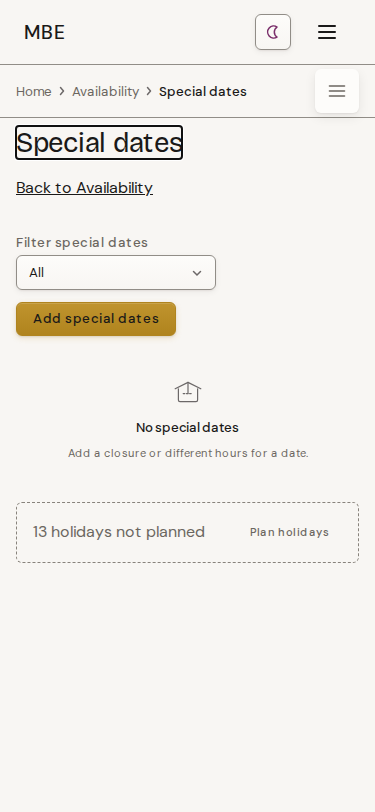 MBE
Home > Availability > Special dates
Special dates
Back to Availability
Filter special dates
All
Add special dates
No special dates
Add a closure or different hours for a date.
13 holidays not planned Plan holidays